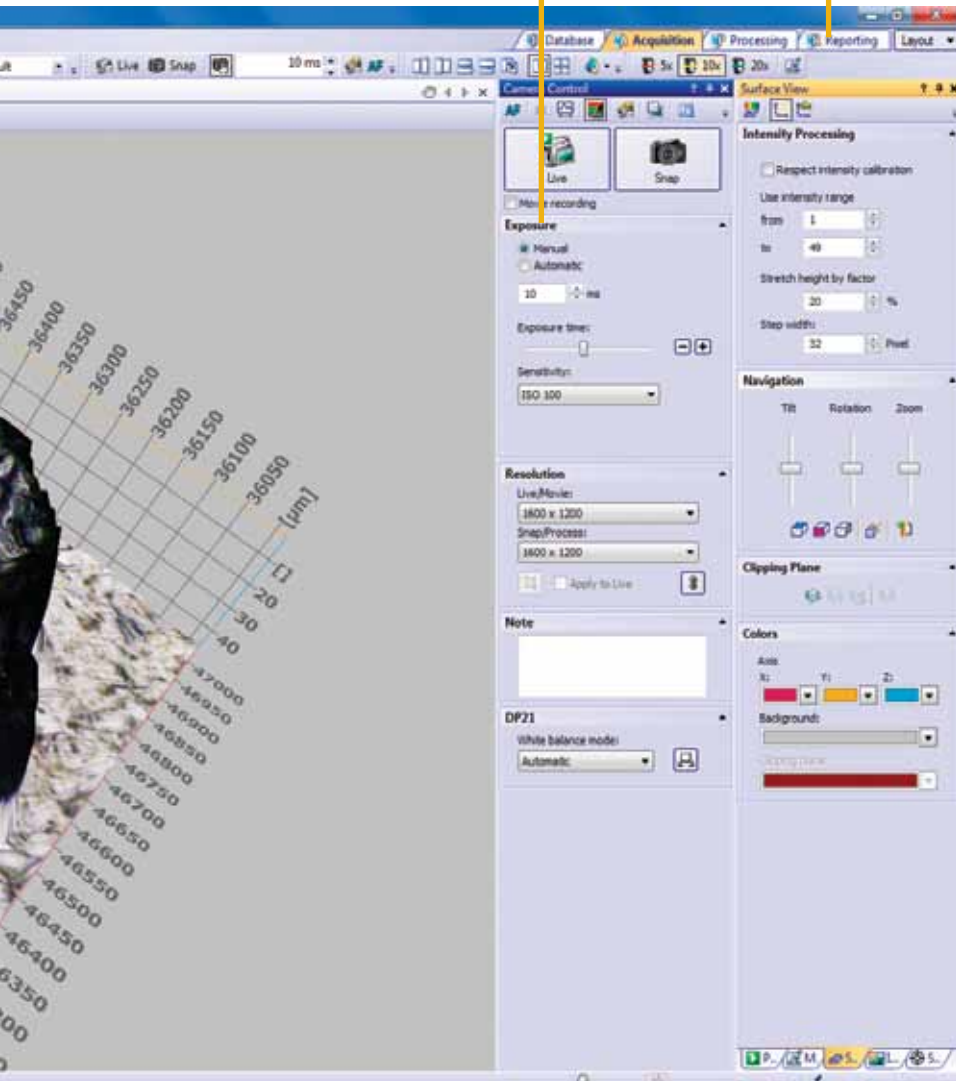 Database Acquisition Processing Reporting Layout
Live Snap 10 ms AF 5x 10x 20x
Camera Control
AF
Live Snap
Movie recording
Exposure
Manual
Automatic
10 ms
Exposure time:
Sensitivity:
ISO 100
Resolution
Live/Movie:
1600 x 1200
Snap/Process:
1600 x 1200
Apply to Live
Note
DP21
White balance mode:
Automatic
Surface View
Intensity Processing
Respect intensity calibration
Use intensity range
from 1
to 49
Stretch height by factor
20 %
Step width:
32 Pixel
Navigation
Tilt Rotation Zoom
Clipping Plane
Colors
Axis
X: Y: Z:
Background:
Clipping plane:
P... M... S... L... S...
36450
36400
36350
36300
36250
36200
36150
36100
36050
[µm]
[]
20
30
40
47000
46950
46900
46850
46800
46750
46700
46650
46600
46550
46500
46450
46400